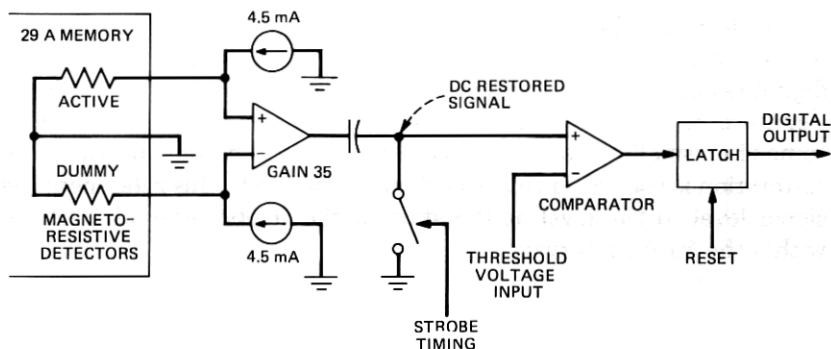 4.5 mA
29 A MEMORY
ACTIVE
DC RESTORED
SIGNAL
+
−
GAIN 35
DUMMY
MAGNETO-
RESISTIVE
DETECTORS
4.5 mA
+
−
COMPARATOR
LATCH
DIGITAL
OUTPUT
THRESHOLD
VOLTAGE
INPUT
RESET
STROBE
TIMING